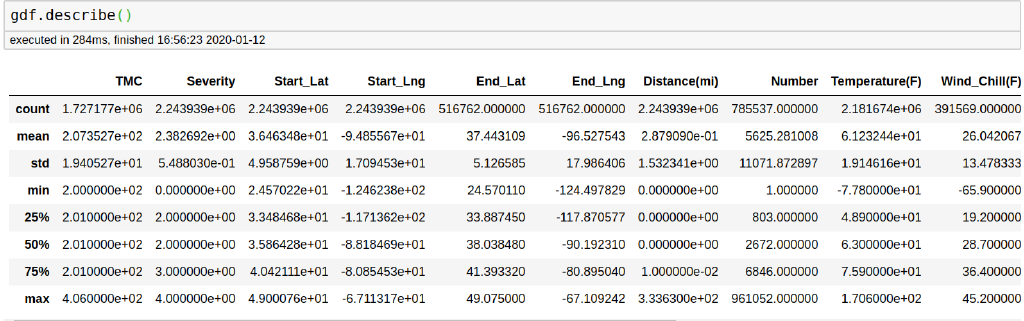 gdf.describe()
executed in 284ms, finished 16:56:23 2020-01-12
TMC Severity Start_Lat Start_Lng End_Lat End_Lng Distance(mi) Number Temperature(F) Wind_Chill(F)
count 1.727177e+06 2.243939e+06 2.243939e+06 2.243939e+06 516762.000000 516762.000000 2.243939e+06 785537.000000 2.181674e+06 391569.000000
mean 2.073527e+02 2.382692e+00 3.646348e+01 -9.485567e+01 37.443109 -96.527543 2.879090e-01 5625.281008 6.123244e+01 26.042067
std 1.940527e+01 5.488030e-01 4.958759e+00 1.709453e+01 5.126585 17.986406 1.532341e+00 11071.872897 1.914616e+01 13.478333
min 2.000000e+02 0.000000e+00 2.457022e+01 -1.246238e+02 24.570110 -124.497829 0.000000e+00 1.000000 -7.780000e+01 -65.900000
25% 2.010000e+02 2.000000e+00 3.348468e+01 -1.171362e+02 33.887450 -117.870577 0.000000e+00 803.000000 4.890000e+01 19.200000
50% 2.010000e+02 2.000000e+00 3.586428e+01 -8.818469e+01 38.038480 -90.192310 0.000000e+00 2672.000000 6.300000e+01 28.700000
75% 2.010000e+02 3.000000e+00 4.042111e+01 -8.085453e+01 41.393320 -80.895040 1.000000e-02 6846.000000 7.590000e+01 36.400000
max 4.060000e+02 4.000000e+00 4.900076e+01 -6.711317e+01 49.075000 -67.109242 3.336300e+02 961052.000000 1.706000e+02 45.200000